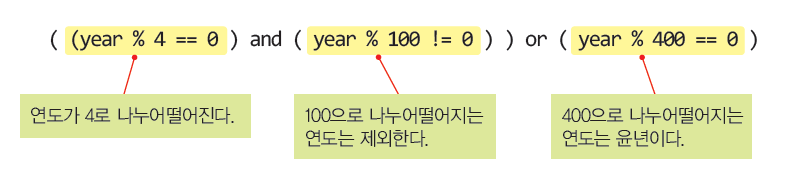 ( (year % 4 == 0 ) and ( year % 100 != 0 ) ) or ( year % 400 == 0 )
연도가 4로 나누어떨어진다.
100으로 나누어떨어지는
연도는 제외한다.
400으로 나누어떨어지는
연도는 윤년이다.